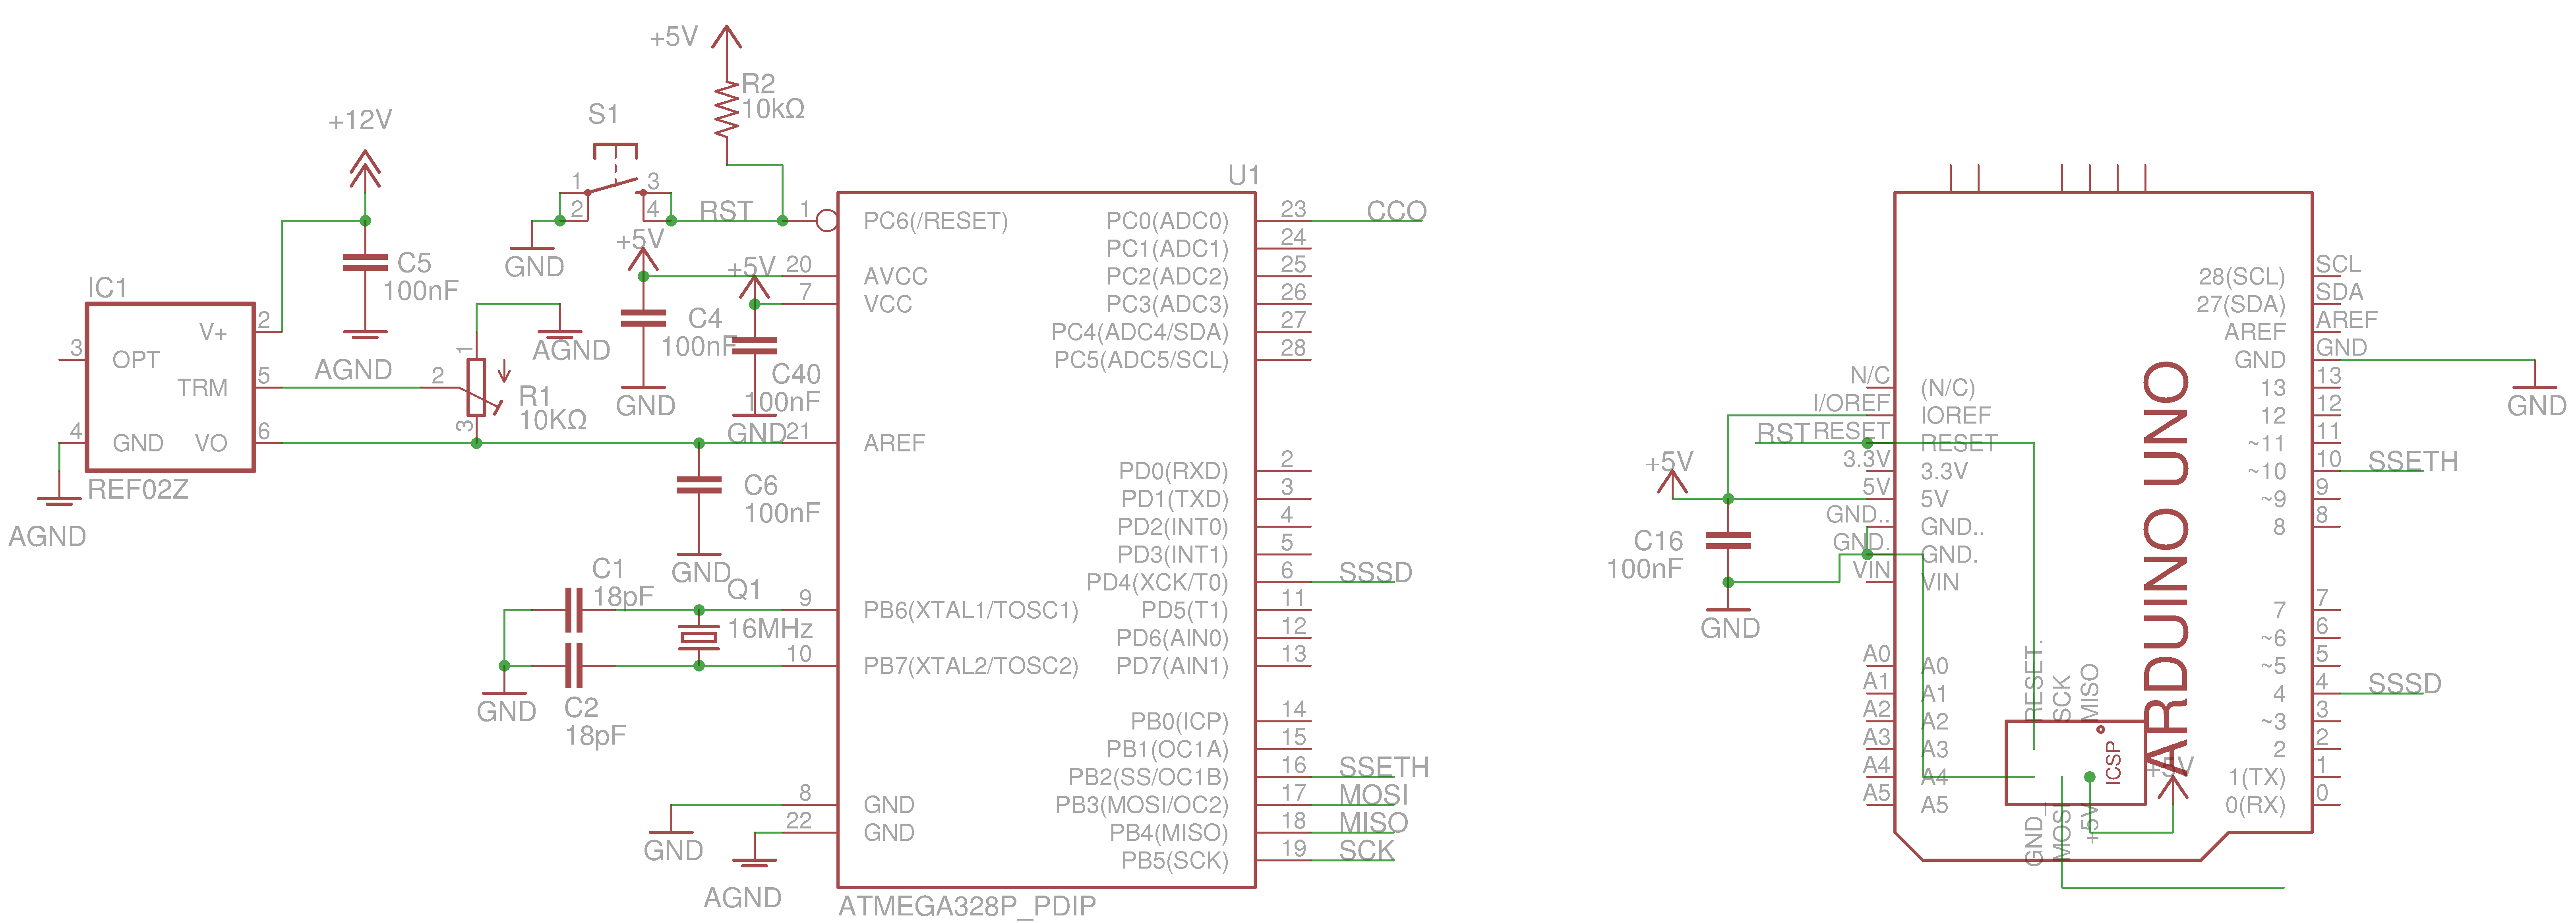 +5V
R2
10kΩ
S1
1
3
2
4
RST
GND
+12V
C5
100nF
AGND
IC1
V+
2
3
OPT
TRM
5
4
GND
VO
6
REF02Z
AGND
1
2
3
R1
10KΩ
AGND
+5V
C4
100nF
GND
+5V
C40
100nF
GND
C6
100nF
GND
C1
18pF
Q1
16MHz
C2
18pF
GND
GND
AGND
U1
1
PC6(/RESET)
20
AVCC
7
VCC
21
AREF
9
PB6(XTAL1/TOSC1)
10
PB7(XTAL2/TOSC2)
8
GND
22
GND
PC0(ADC0)
23
CCO
PC1(ADC1)
24
PC2(ADC2)
25
PC3(ADC3)
26
PC4(ADC4/SDA)
27
PC5(ADC5/SCL)
28
PD0(RXD)
2
PD1(TXD)
3
PD2(INT0)
4
PD3(INT1)
5
PD4(XCK/T0)
6
SSSD
PD5(T1)
11
PD6(AIN0)
12
PD7(AIN1)
13
PB0(ICP)
14
PB1(OC1A)
15
PB2(SS/OC1B)
16
SSETH
PB3(MOSI/OC2)
17
MOSI
PB4(MISO)
18
MISO
PB5(SCK)
19
SCK
ATMEGA328P_PDIP
N/C
(N/C)
I/OREF
IOREF
RST
RESET
RESET
3.3V
3.3V
+5V
5V
5V
GND..
GND..
GND.
GND.
VIN
VIN
C16
100nF
GND
A0
A0
A1
A1
A2
A2
A3
A3
A4
A4
A5
A5
ARDUINO UNO
RESET.
SCK
MISO
ICSP
GND_
MOSI
+5V
+5V
28(SCL)
SCL
27(SDA)
SDA
AREF
AREF
GND
GND
GND
13
13
12
12
~11
11
~10
10
SSETH
~9
9
8
8
7
7
~6
6
~5
5
4
4
SSSD
~3
3
2
2
1(TX)
1
0(RX)
0